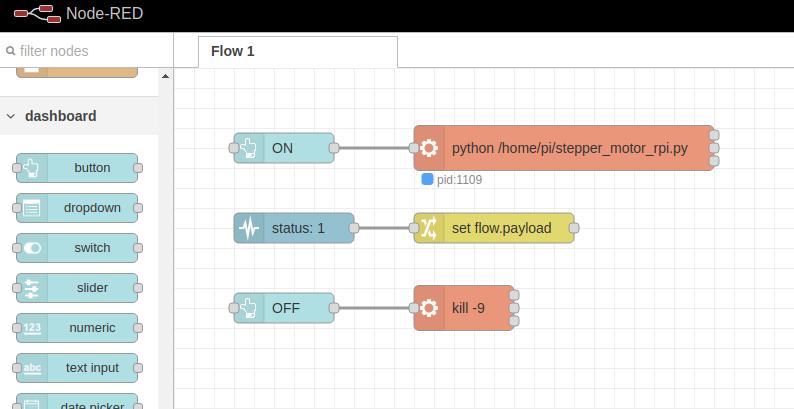 Node-RED
filter nodes
Flow 1
dashboard
button
dropdown
switch
slider
123 numeric
abc text input
date picker
ON
python /home/pi/stepper_motor_rpi.py
pid:1109
status: 1
set flow.payload
OFF
kill -9